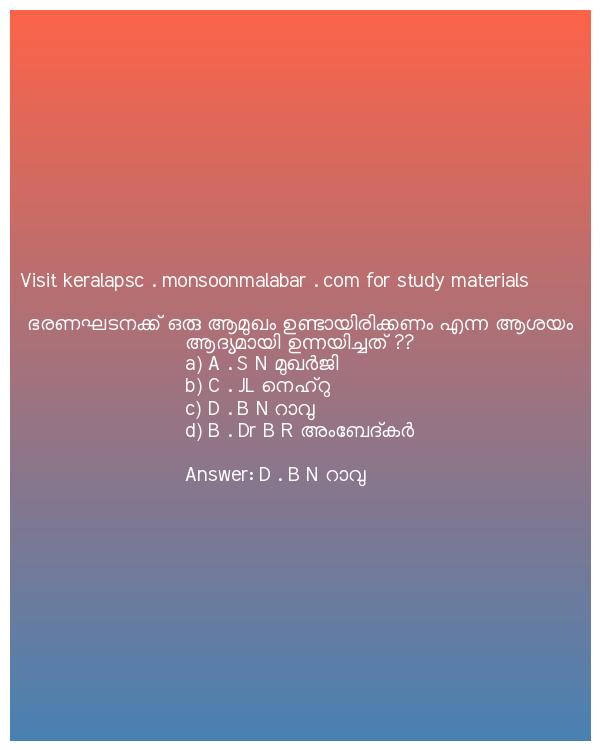 Visit keralapsc . monsoonmalabar . com for study materials
ഭരണഘടനക്ക് ഒരു ആമുഖം ഉണ്ടായിരിക്കണം എന്ന ആശയം
ആദ്യമായി ഉന്നയിച്ചത് ??
a) A . S N മുഖർജി
b) C . JL നെഹ്റു
c) D . B N റാവു
d) B . Dr B R അംബേദ്കർ
Answer: D . B N റാവു